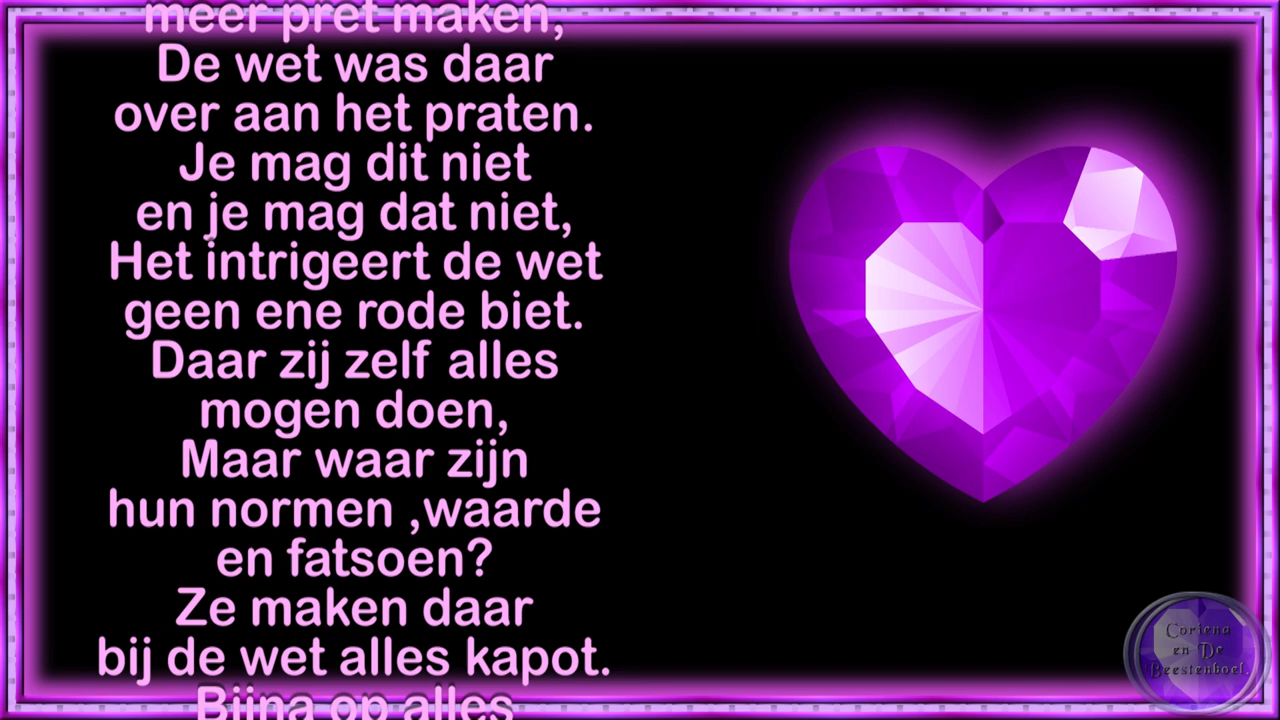 meer pret maken,
De wet was daar
over aan het praten.
Je mag dit niet
en je mag dat niet,
Het intrigeert de wet
geen ene rode biet.
Daar zij zelf alles
mogen doen,
Maar waar zijn
hun normen ,waarde
en fatsoen?
Ze maken daar
bij de wet alles kapot.
Bijna op alles
Coriena
en De
Beestenboel.